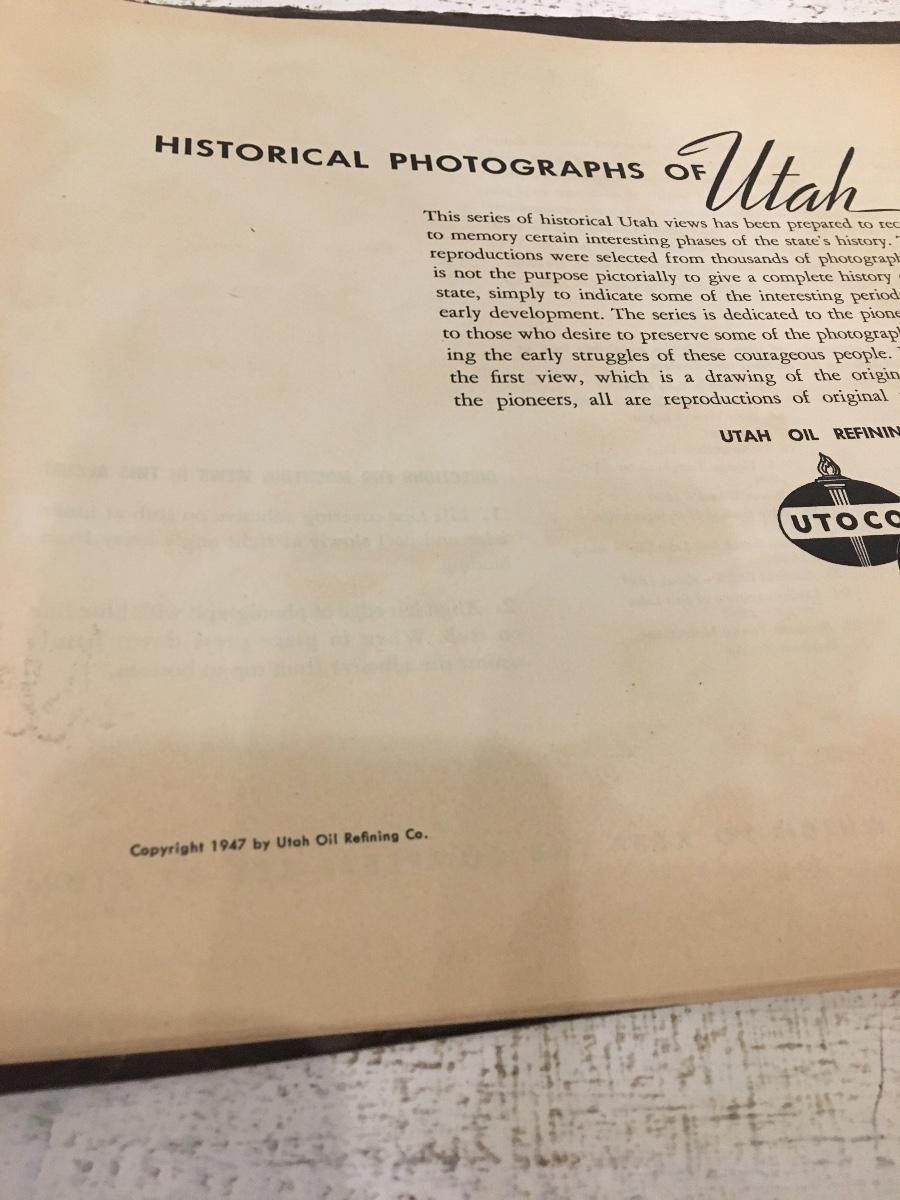 HISTORICAL PHOTOGRAPHS OF Utah
This series of historical Utah views has been prepared to rec
to memory certain interesting phases of the state's history.
reproductions were selected from thousands of photograph
is not the purpose pictorially to give a complete history
state, simply to indicate some of the interesting period
early development. The series is dedicated to the pione
to those who desire to preserve some of the photograph
ing the early struggles of these courageous people.
the first view, which is a drawing of the origin
the pioneers, all are reproductions of original
UTAH OIL REFININ
UTOCO
Copyright 1947 by Utah Oil Refining Co.